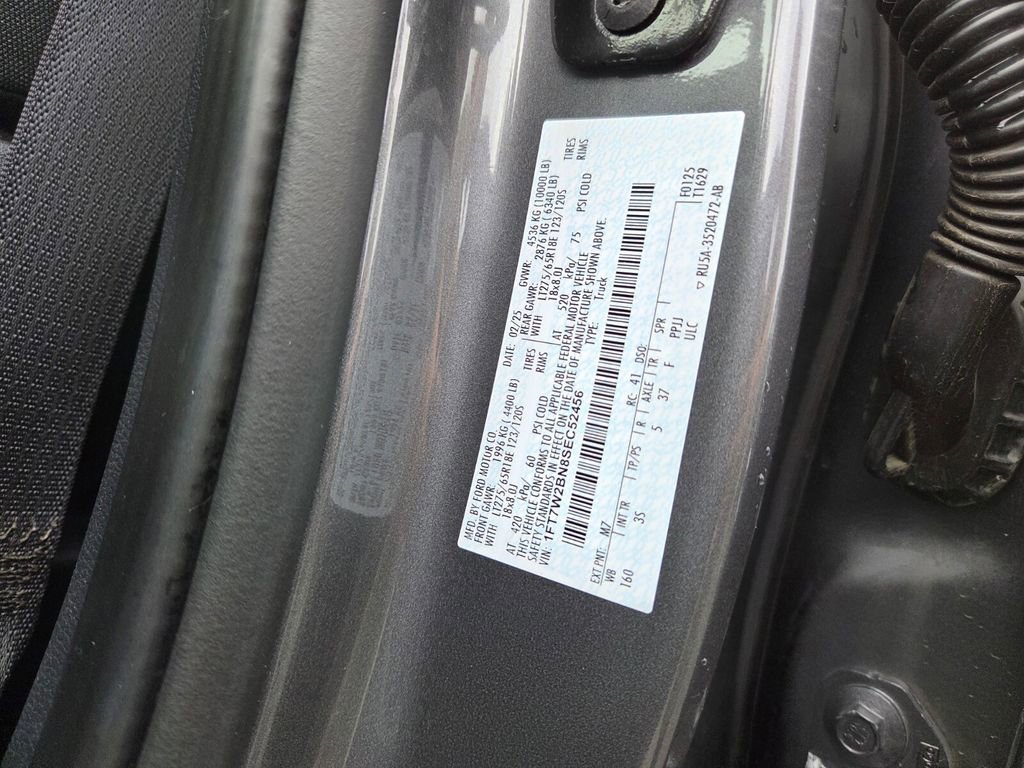 MFD. BY FORD MOTOR CO.
DATE: 02/25 GVWR: 4536 KG (10000 LB)
FRONT GAWR: 1996 KG ( 4400 LB) REAR GAWR: 2876 KG ( 6340 LB)
WITH LT275/65R18E 123/120S TIRES WITH LT275/65R18E 123/120S TIRES
18x8.0J RIMS 18x8.0J RIMS
AT 420 kPa/ 60 PSI COLD AT 520 kPa/ 75 PSI COLD
THIS VEHICLE CONFORMS TO ALL APPLICABLE FEDERAL MOTOR VEHICLE
SAFETY STANDARDS IN EFFECT ON THE DATE OF MANUFACTURE SHOWN ABOVE.
VIN: 1FT7W2BN8SEC52456 TYPE: Truck
EXT PNT: M7 RC: 41 DSO: F0125
WB INT TR TP/PS R AXLE TR SPR T1629
160 3S 5 37 F PPJJ
ULC ▽ RU5A-3520472-AB